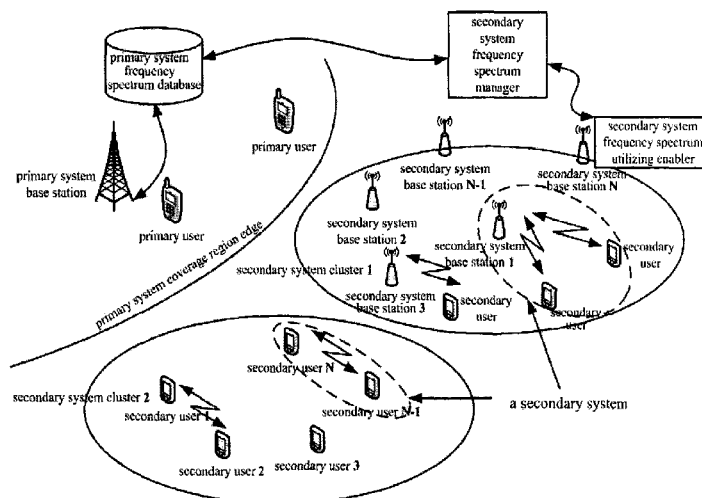 primary system
frequency
spectrum database
secondary
system
frequency
spectrum
manager
secondary system
frequency spectrum
utilizing enabler
primary user
primary system
base station
primary user
secondary system
base station N-1
secondary system
base station N
secondary system
base station 2
secondary system
base station 1
secondary
user
secondary system cluster 1
secondary system
base station 3
secondary
user
secondary
user
primary system coverage region edge
secondary user N
secondary system cluster 2
secondary user 1
secondary user N-1
a secondary system
secondary user 2
secondary user 3